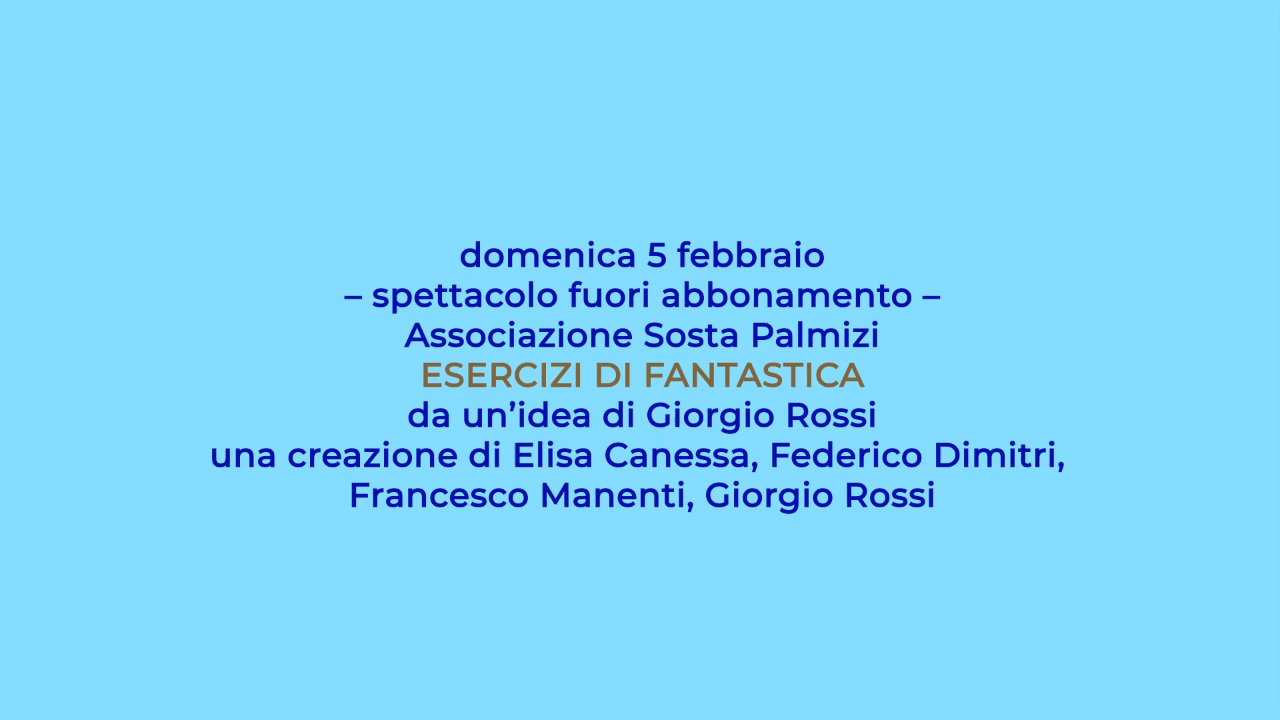 domenica 5 febbraio
– spettacolo fuori abbonamento –
Associazione Sosta Palmizi
ESERCIZI DI FANTASTICA
da un’idea di Giorgio Rossi
una creazione di Elisa Canessa, Federico Dimitri,
Francesco Manenti, Giorgio Rossi